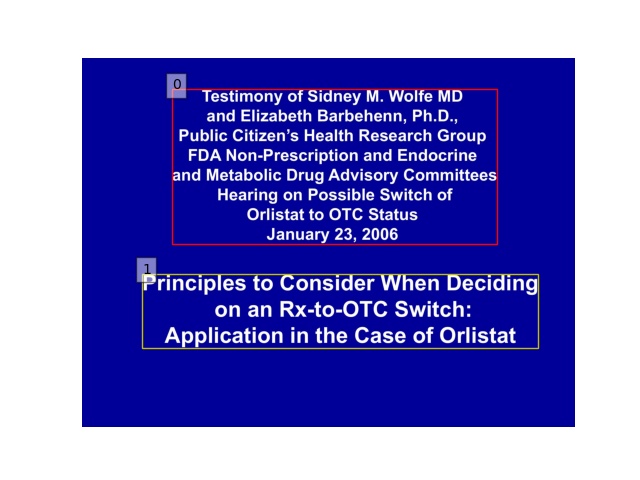 0
Testimony of Sidney M. Wolfe MD
and Elizabeth Barbehenn, Ph.D.,
Public Citizen’s Health Research Group
FDA Non-Prescription and Endocrine
and Metabolic Drug Advisory Committees
Hearing on Possible Switch of
Orlistat to OTC Status
January 23, 2006
1
Principles to Consider When Deciding
on an Rx-to-OTC Switch:
Application in the Case of Orlistat